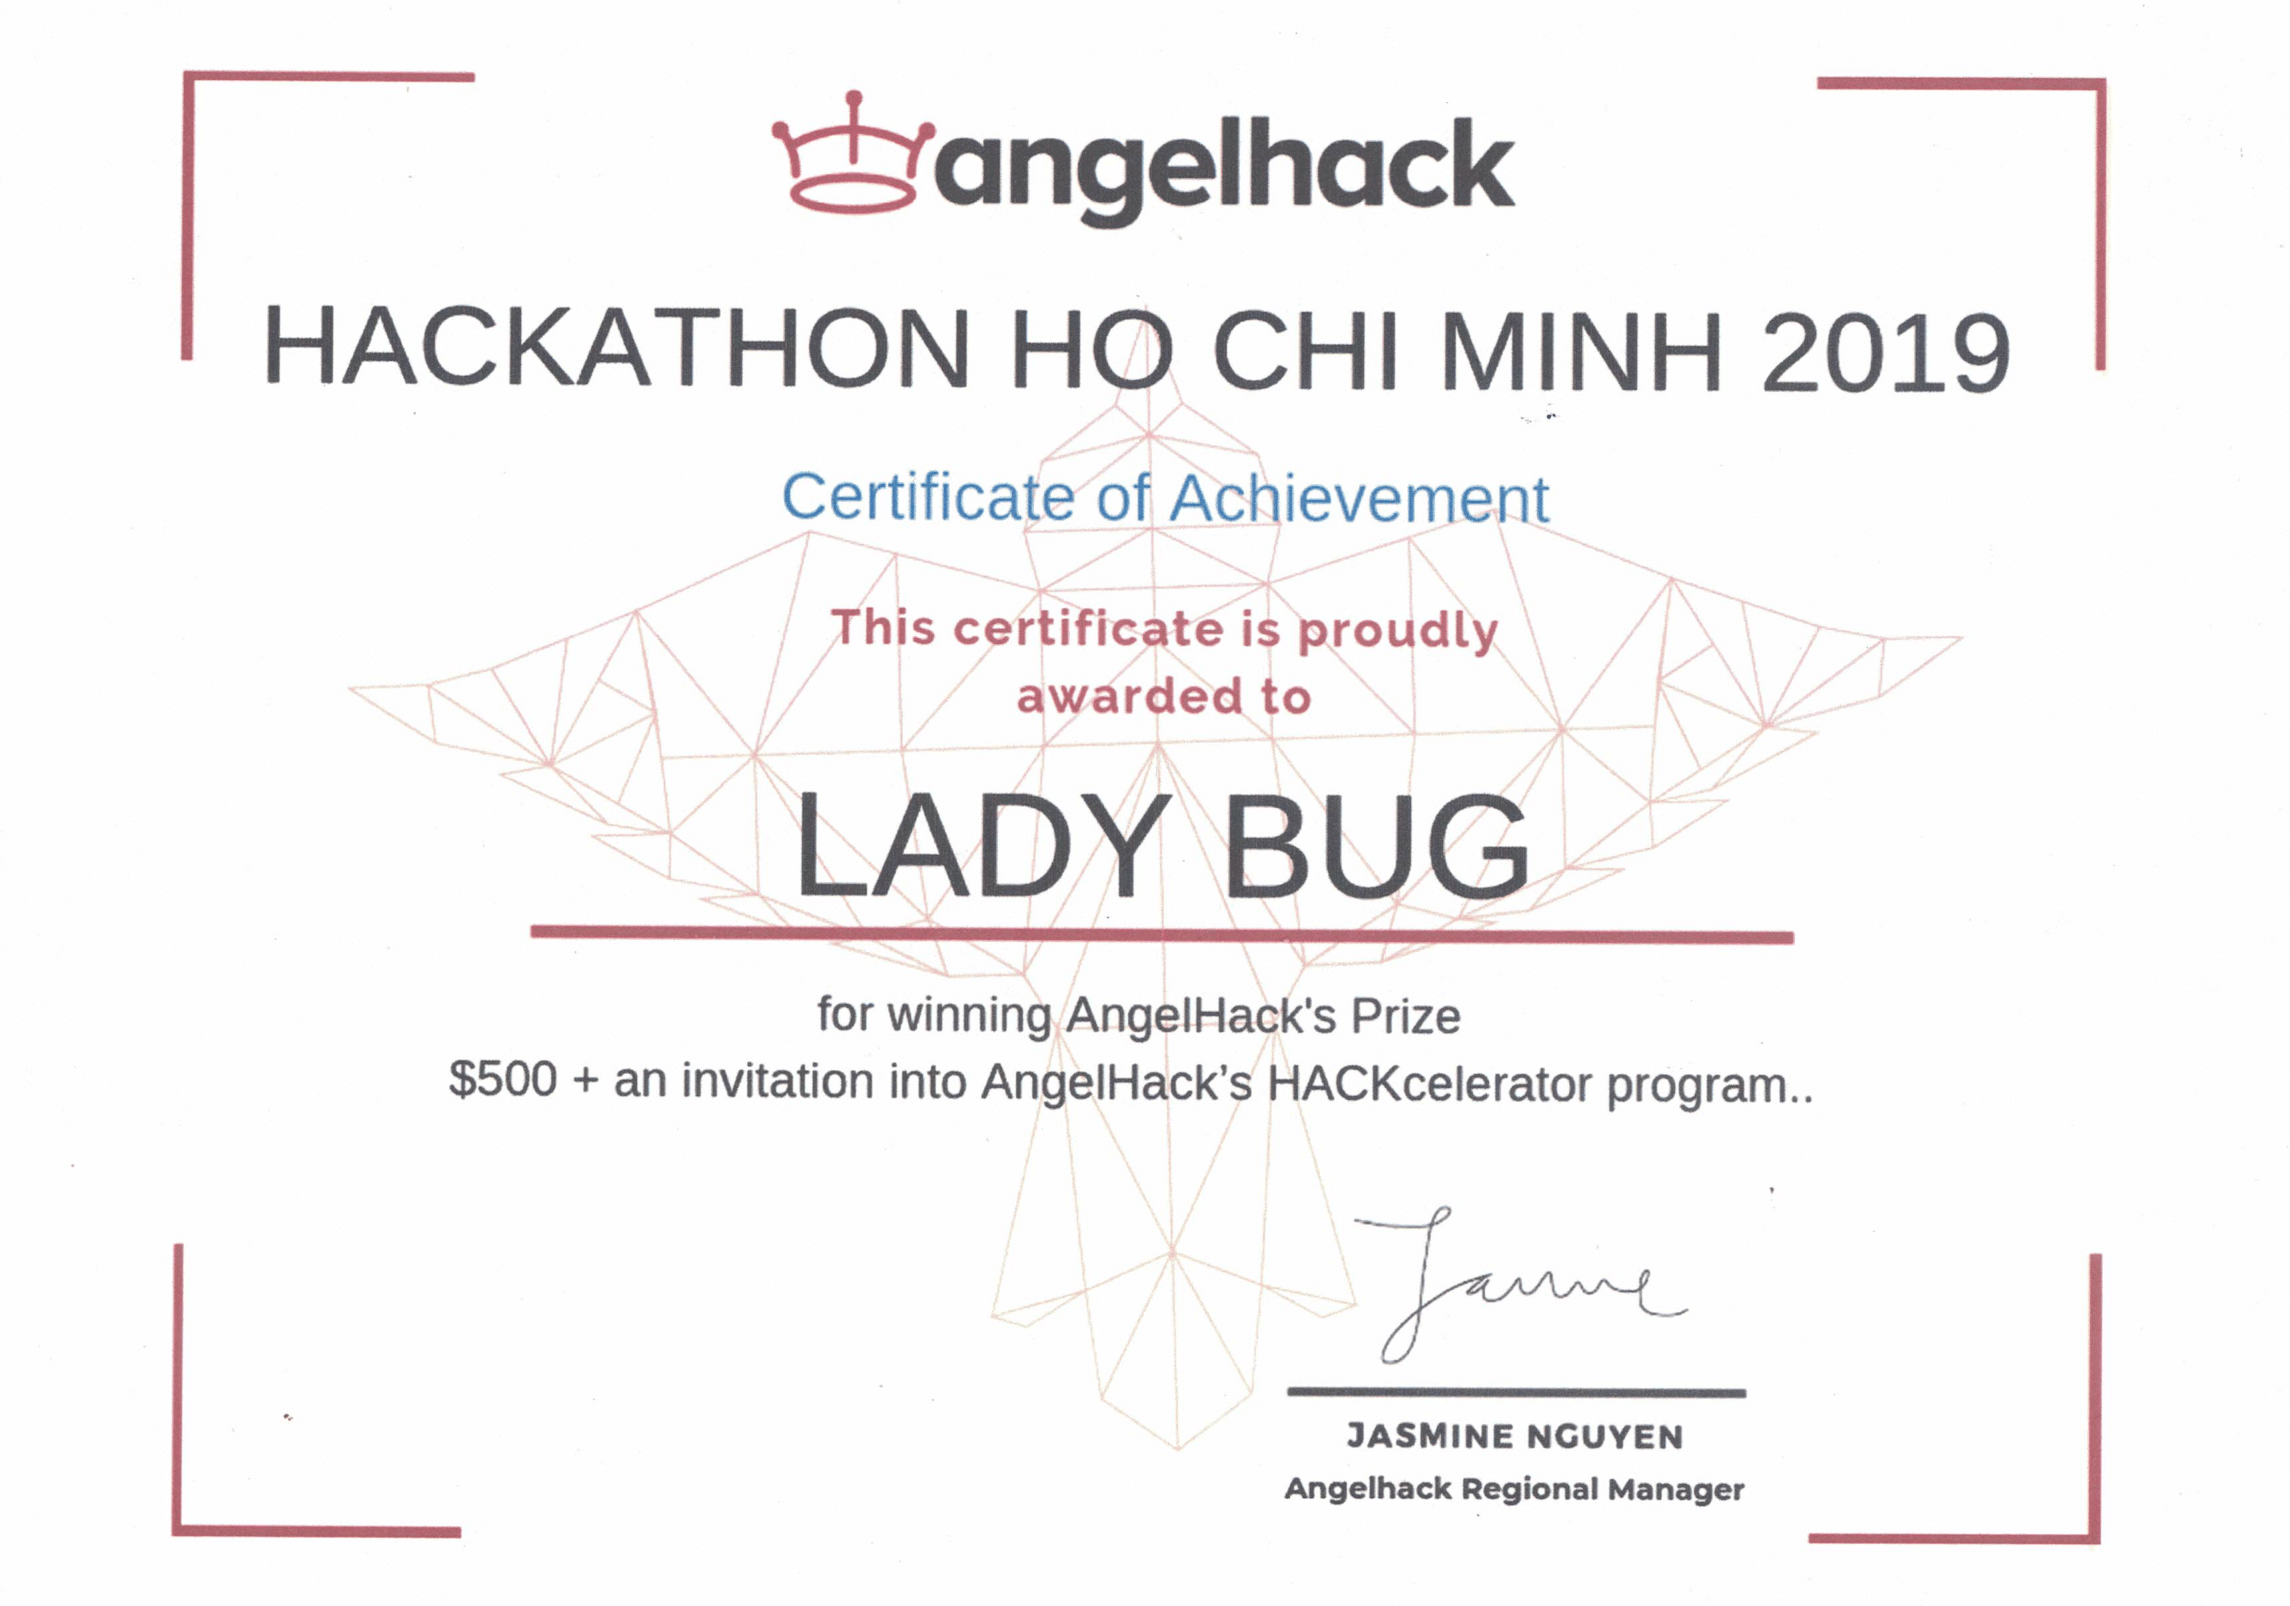 angelhack
HACKATHON HO CHI MINH 2019
Certificate of Achievement
This certificate is proudly
awarded to
LADY BUG
for winning AngelHack's Prize
$500 + an invitation into AngelHack’s HACKcelerator program..
Jasmine
JASMINE NGUYEN
Angelhack Regional Manager